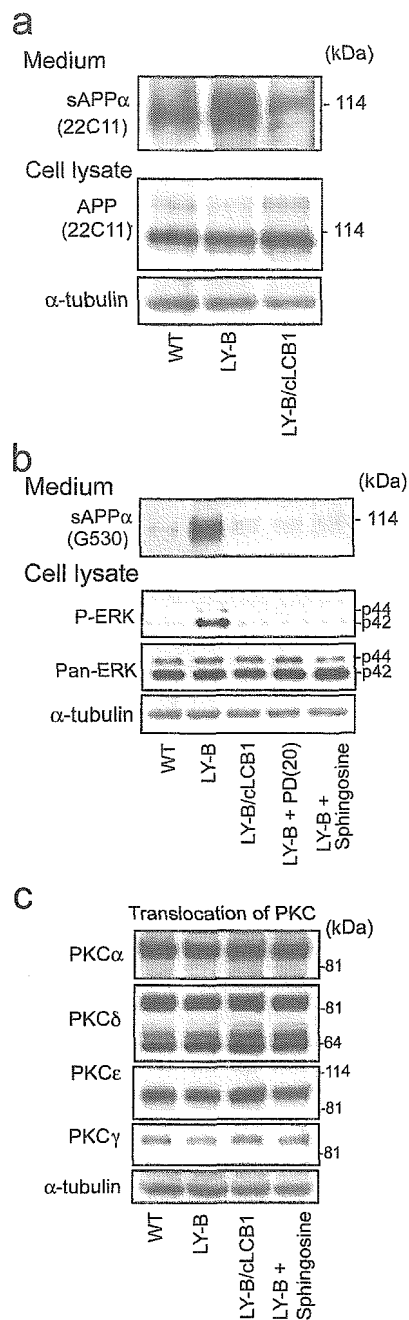 a
Medium
(kDa)
sAPPα
(22C11)
- 114
Cell lysate
APP
(22C11)
- 114
α-tubulin
WT
LY-B
LY-B/cLCB1
b
Medium
(kDa)
sAPPα
(G530)
- 114
Cell lysate
P-ERK
-p44
-p42
Pan-ERK
-p44
-p42
α-tubulin
WT
LY-B
LY-B/cLCB1
LY-B + PD(20)
LY-B +
Sphingosine
c
Translocation of PKC
(kDa)
PKCα
-81
PKCδ
-81
-64
PKCε
-114
-81
PKCγ
-81
α-tubulin
WT
LY-B
LY-B/cLCB1
LY-B +
Sphingosine